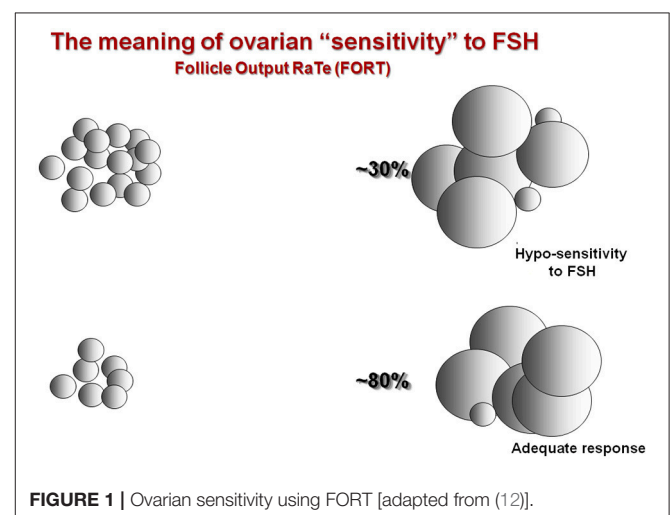 The meaning of ovarian “sensitivity” to FSH
Follicle Output RaTe (FORT)
~30%
Hypo-sensitivity
to FSH
~80%
Adequate response
FIGURE 1 | Ovarian sensitivity using FORT [adapted from (12)].